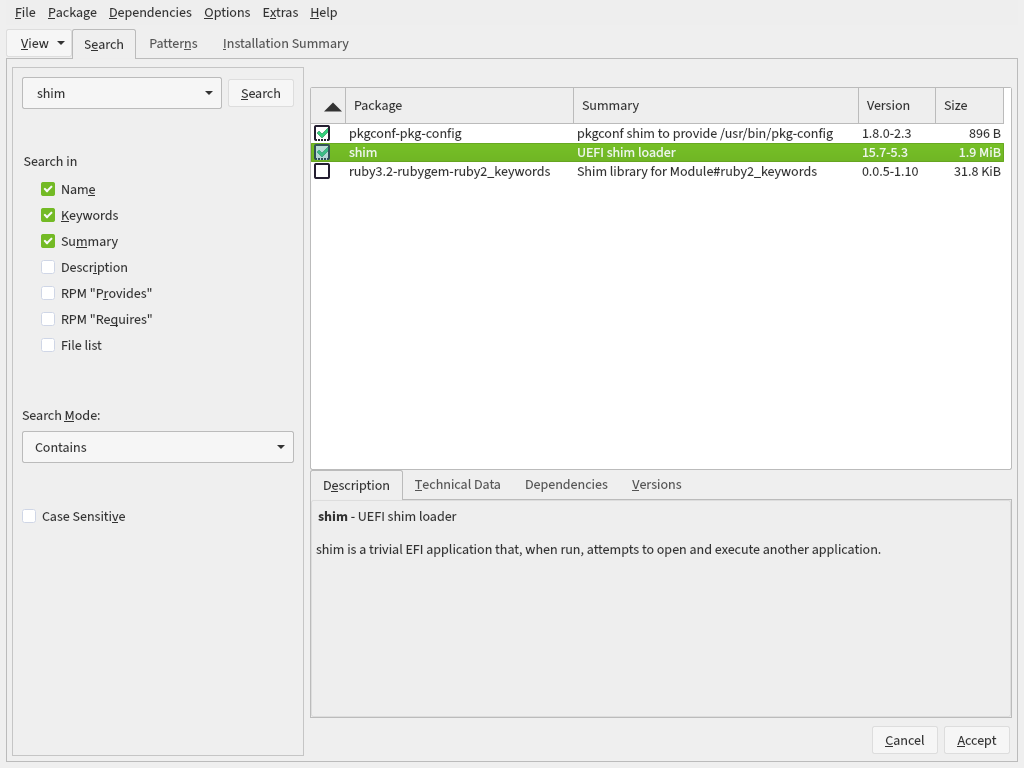 File Package Dependencies Options Extras Help
View Search Patterns Installation Summary
shim Search
Search in
Name
Keywords
Summary
Description
RPM "Provides"
RPM "Requires"
File list
Search Mode:
Contains
Case Sensitive
Package Summary Version Size
pkgconf-pkg-config pkgconf shim to provide /usr/bin/pkg-config 1.8.0-2.3 896 B
shim UEFI shim loader 15.7-5.3 1.9 MiB
ruby3.2-rubygem-ruby2_keywords Shim library for Module#ruby2_keywords 0.0.5-1.10 31.8 KiB
Description Technical Data Dependencies Versions
shim - UEFI shim loader
shim is a trivial EFI application that, when run, attempts to open and execute another application.
Cancel Accept